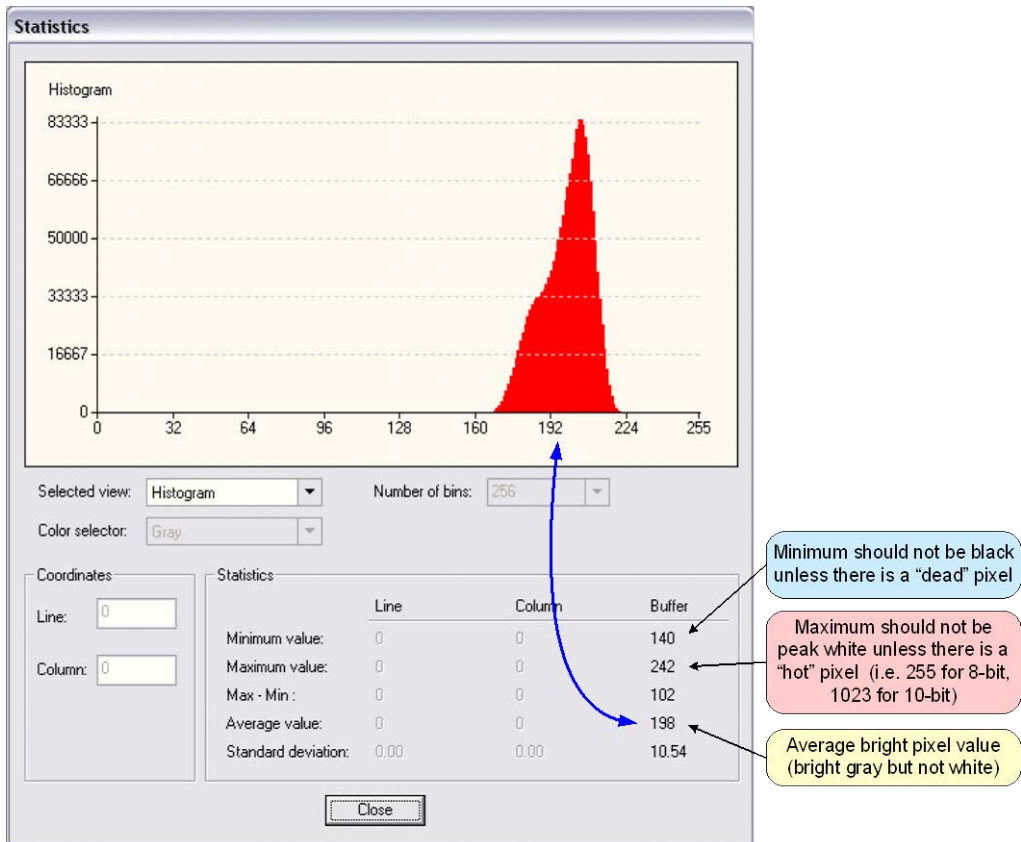 Statistics
Histogram
83333
66666
50000
33333
16667
0
0 32 64 96 128 160 192 224 255
Selected view: Histogram Number of bins: 256
Color selector: Gray
Coordinates
Line: 0
Column: 0
Statistics
Line Column Buffer
Minimum value: 0 0 140
Maximum value: 0 0 242
Max - Min : 0 0 102
Average value: 0 0 198
Standard deviation: 0.00 0.00 10.54
Close
Minimum should not be black
unless there is a “dead” pixel
Maximum should not be
peak white unless there is a
“hot” pixel (i.e. 255 for 8-bit,
1023 for 10-bit)
Average bright pixel value
(bright gray but not white)